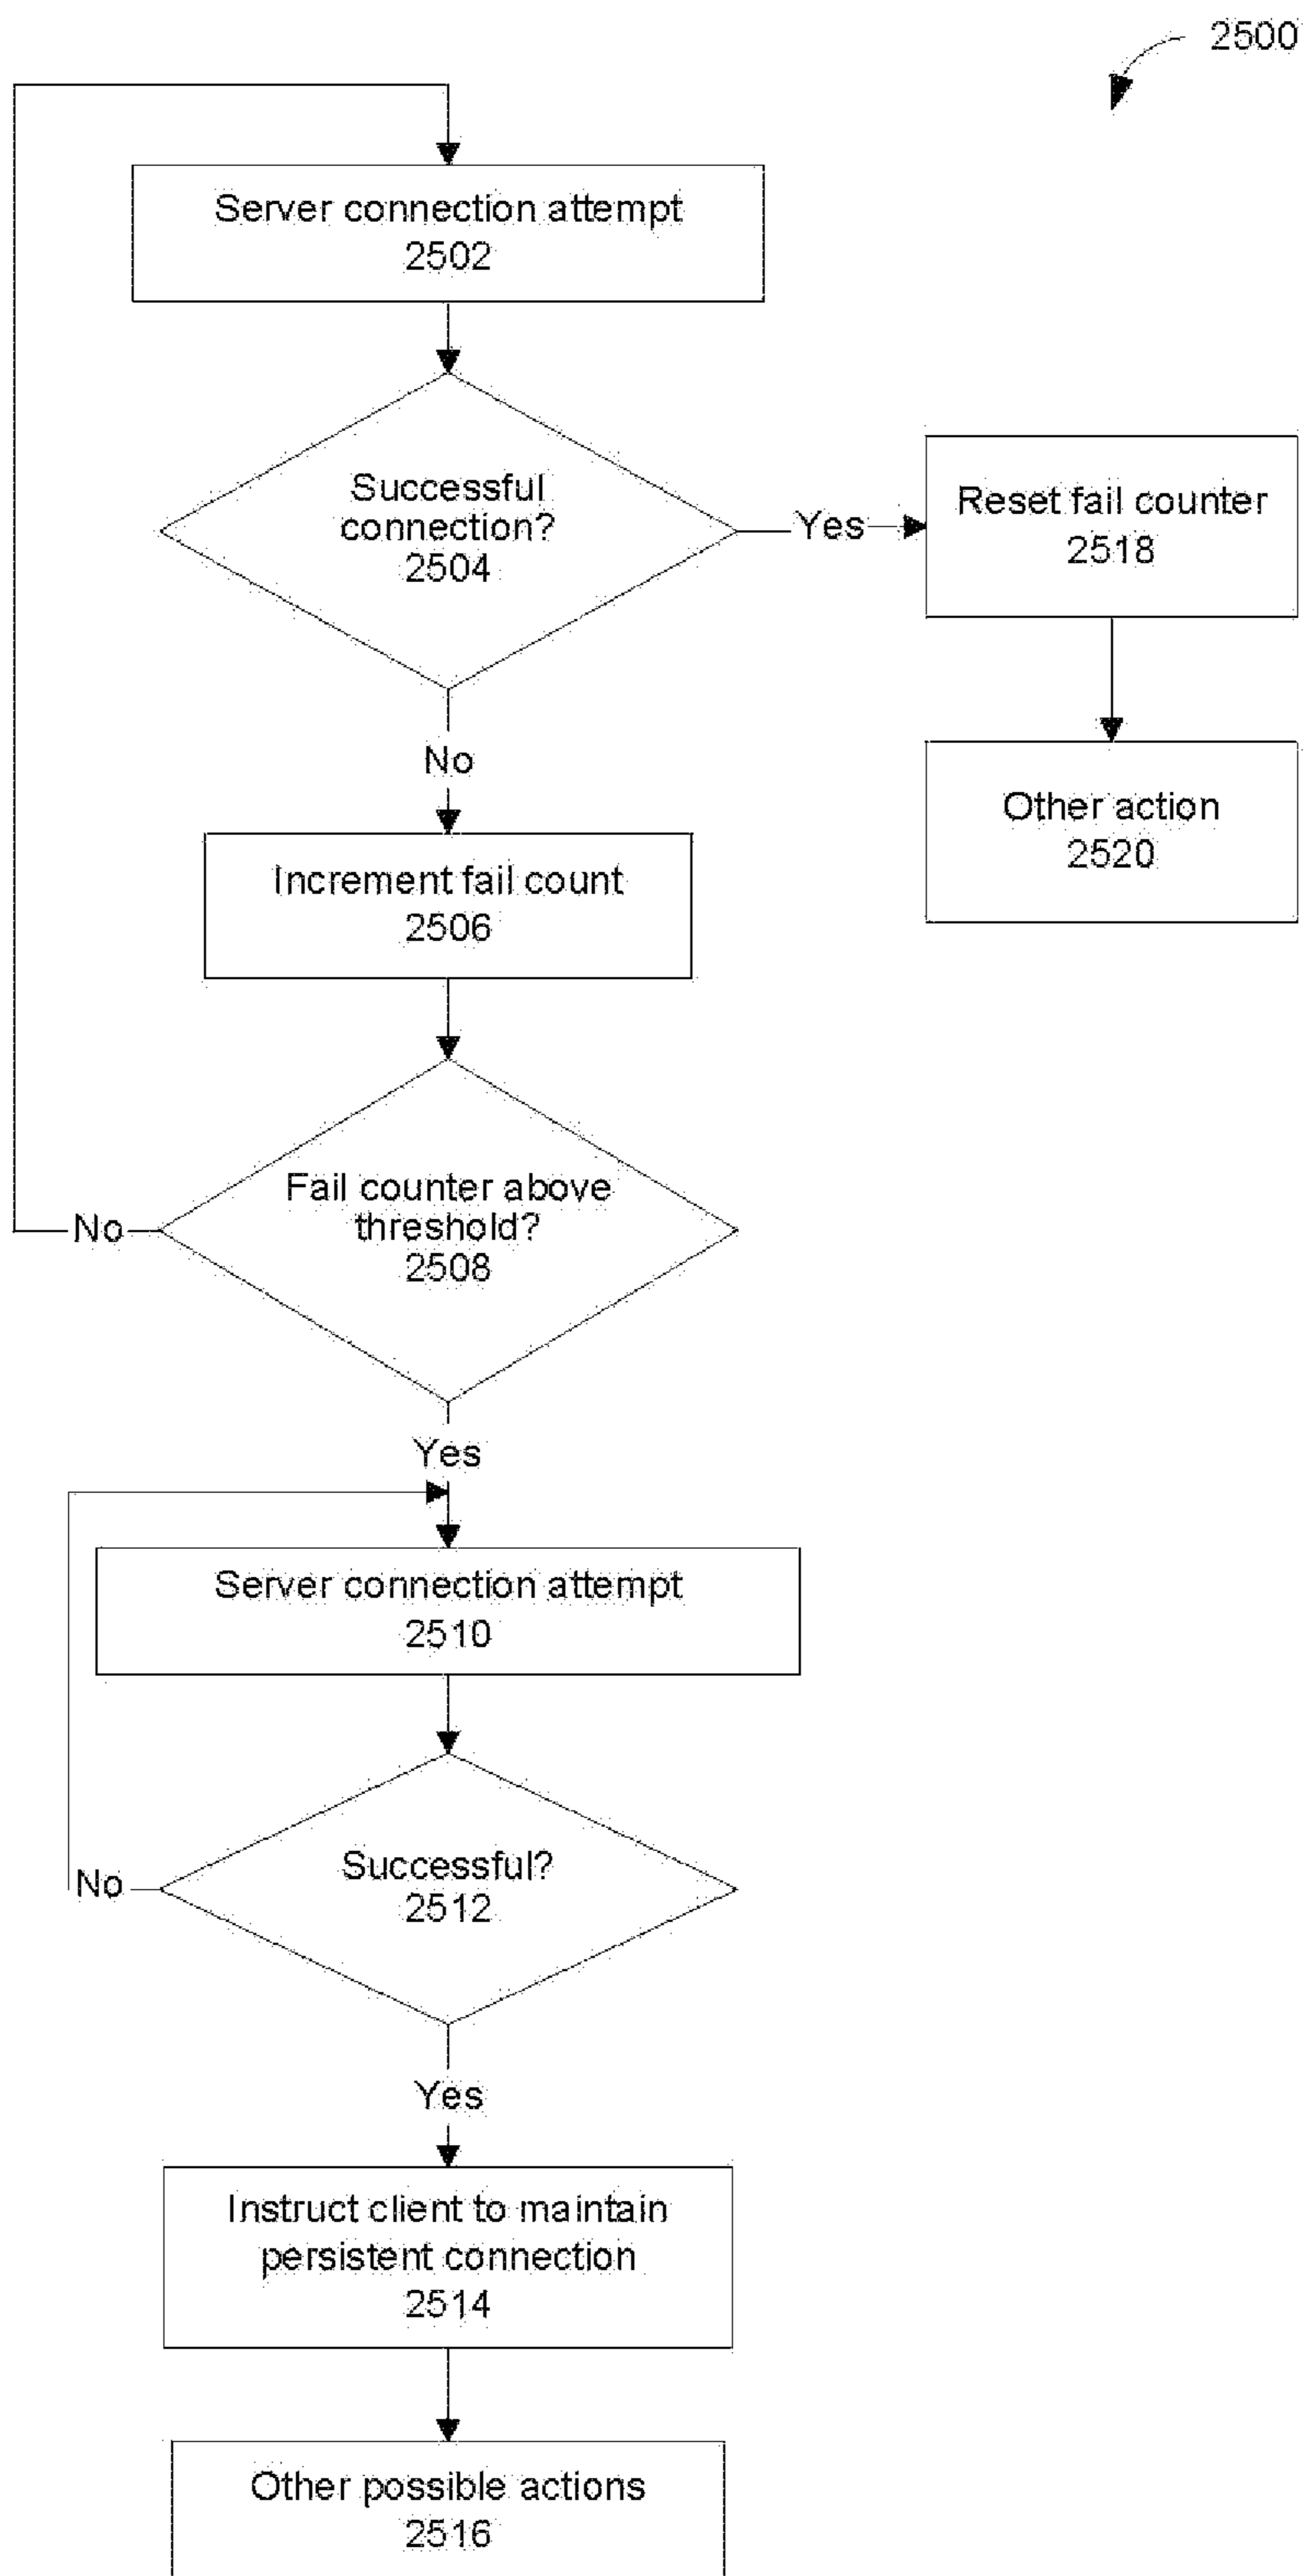 2500
Server connection attempt
2502
Successful
connection?
2504
Yes
Reset fail counter
2518
No
Other action
2520
Increment fail count
2506
Fail counter above
threshold?
2508
No
Yes
Server connection attempt
2510
Successful?
2512
No
Yes
Instruct client to maintain
persistent connection
2514
Other possible actions
2516